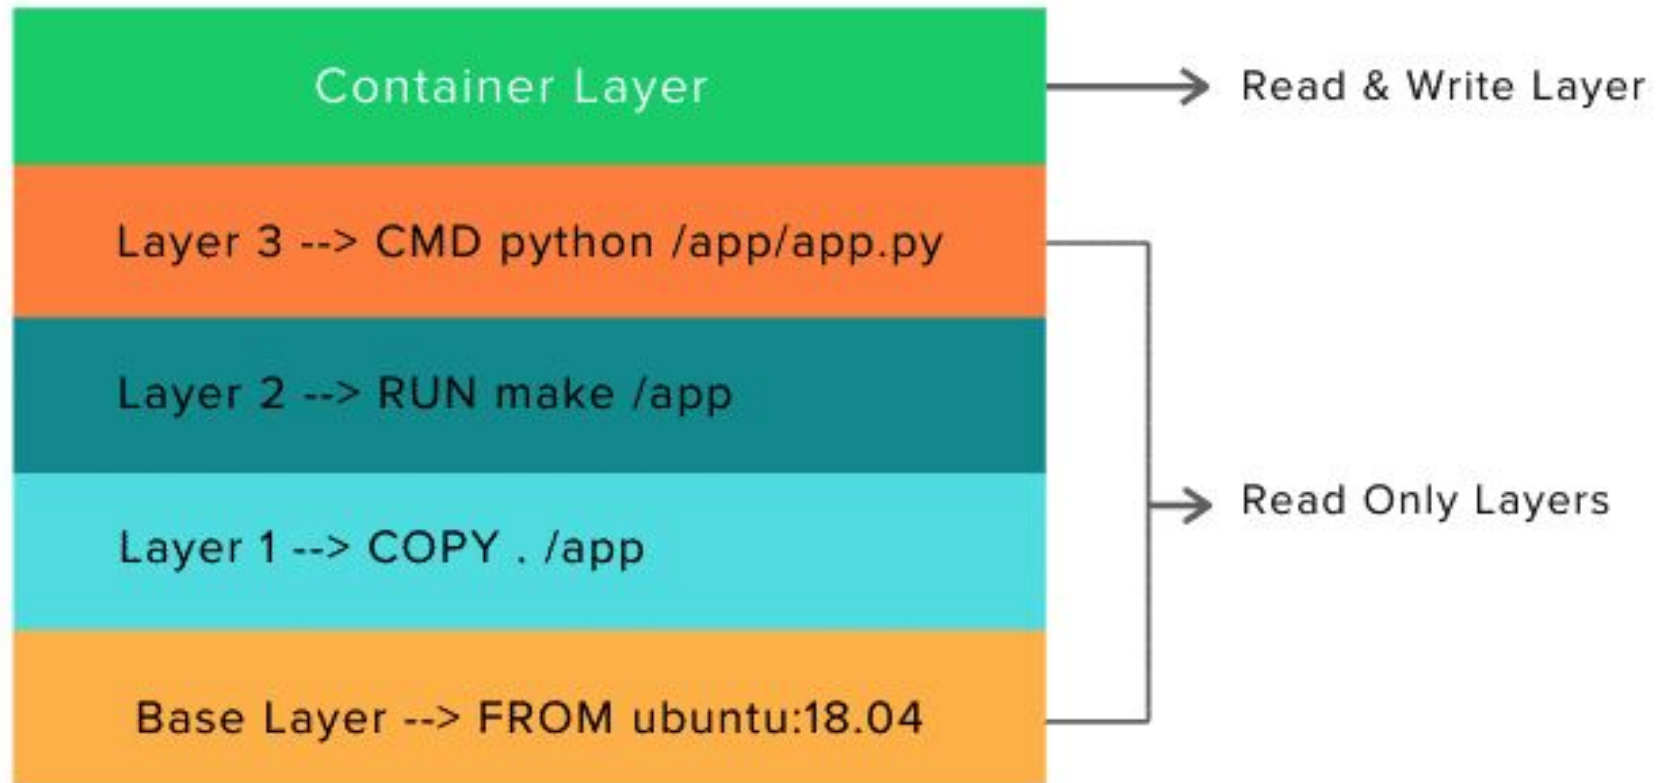 Container Layer
Read & Write Layer
Layer 3 --> CMD python /app/app.py
Layer 2 --> RUN make /app
Read Only Layers
Layer 1 --> COPY . /app
Base Layer --> FROM ubuntu:18.04